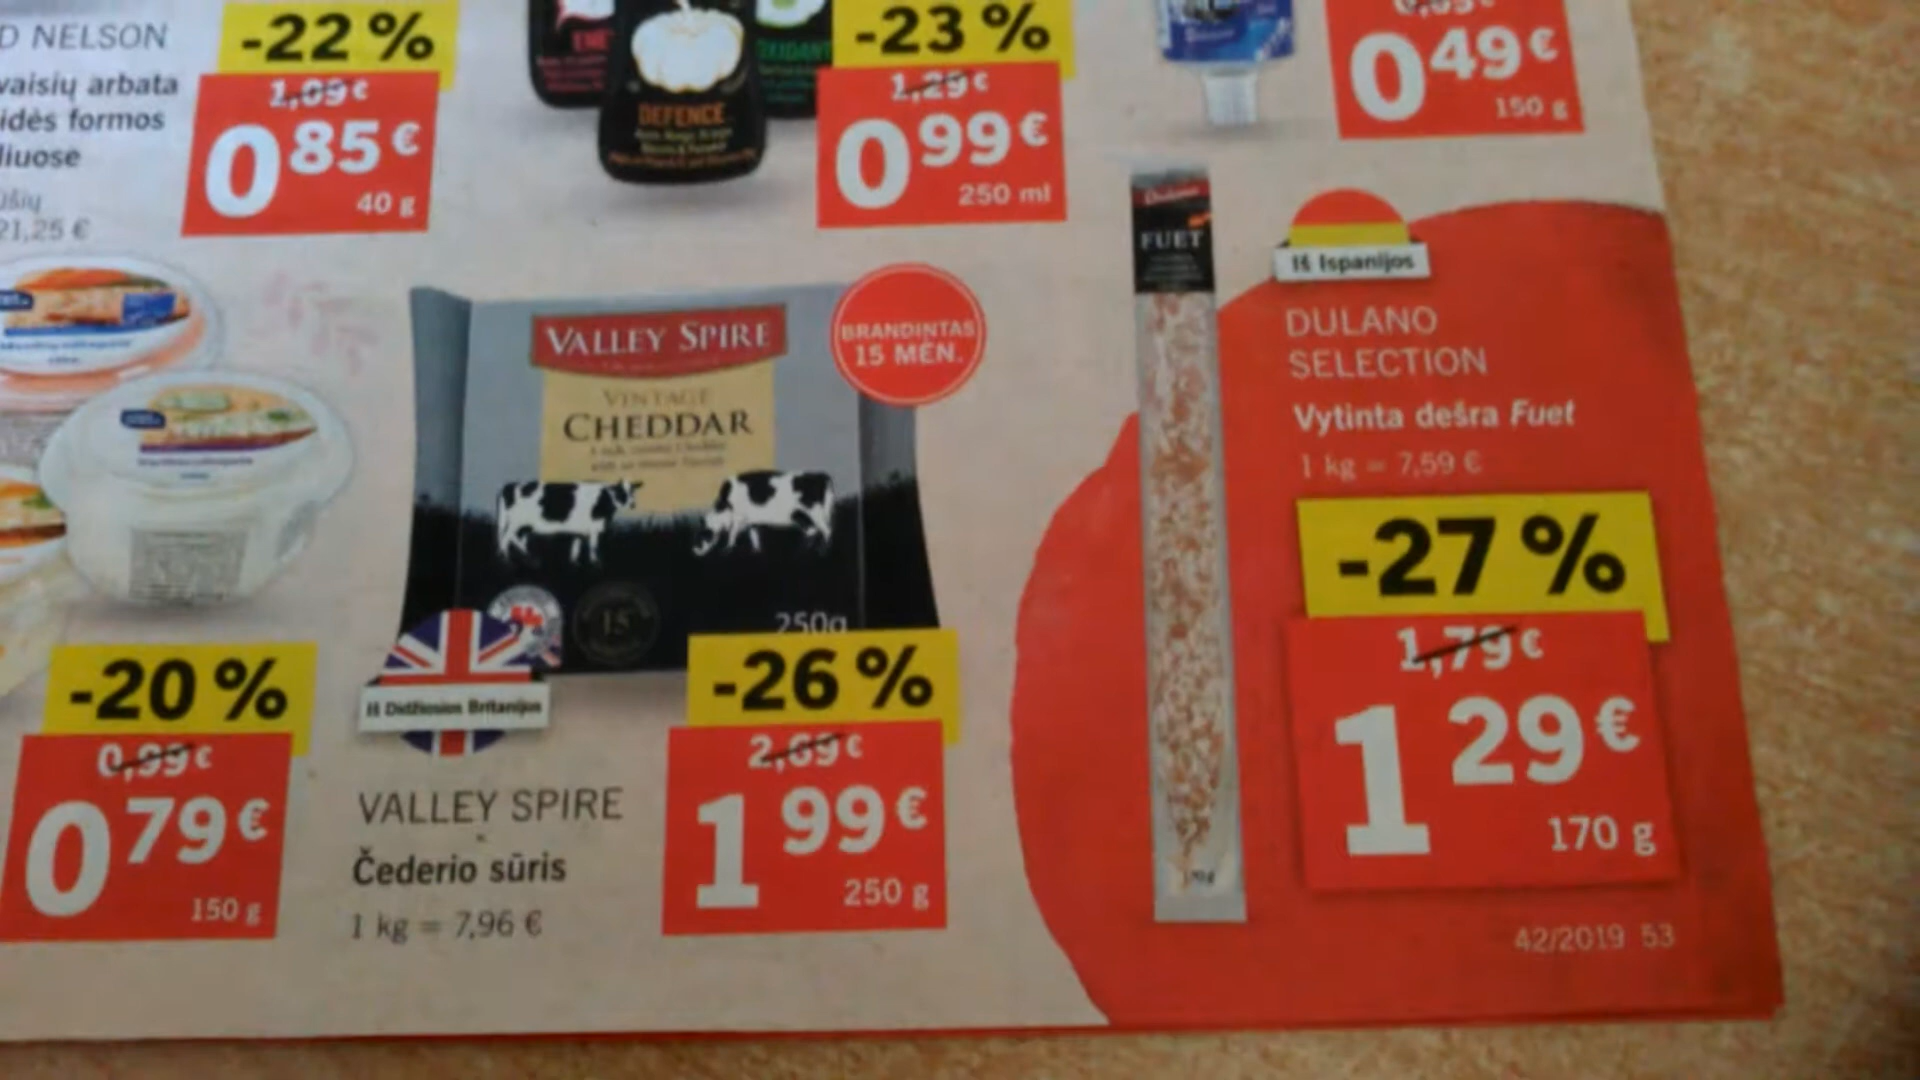 D NELSON
vaisių arbata
idės formos
liuose
ūšių
21,25 €
-22 %
1,09 €
0 85 €
40 g
DEFENCE
-23 %
1,29 €
0 99 €
250 ml
0 49 €
150 g
-20 %
0,99 €
0 79 €
150 g
VALLEY SPIRE
VINTAGE
CHEDDAR
15
250g
BRANDINTAS
15 MĖN.
Iš Didžiosios Britanijos
-26 %
2,69 €
1 99 €
250 g
VALLEY SPIRE
Čederio sūris
1 kg = 7,96 €
Dulano
FUET
Iš Ispanijos
DULANO
SELECTION
Vytinta dešra Fuet
1 kg = 7,59 €
-27 %
1,79 €
1 29 €
170 g
42/2019 53